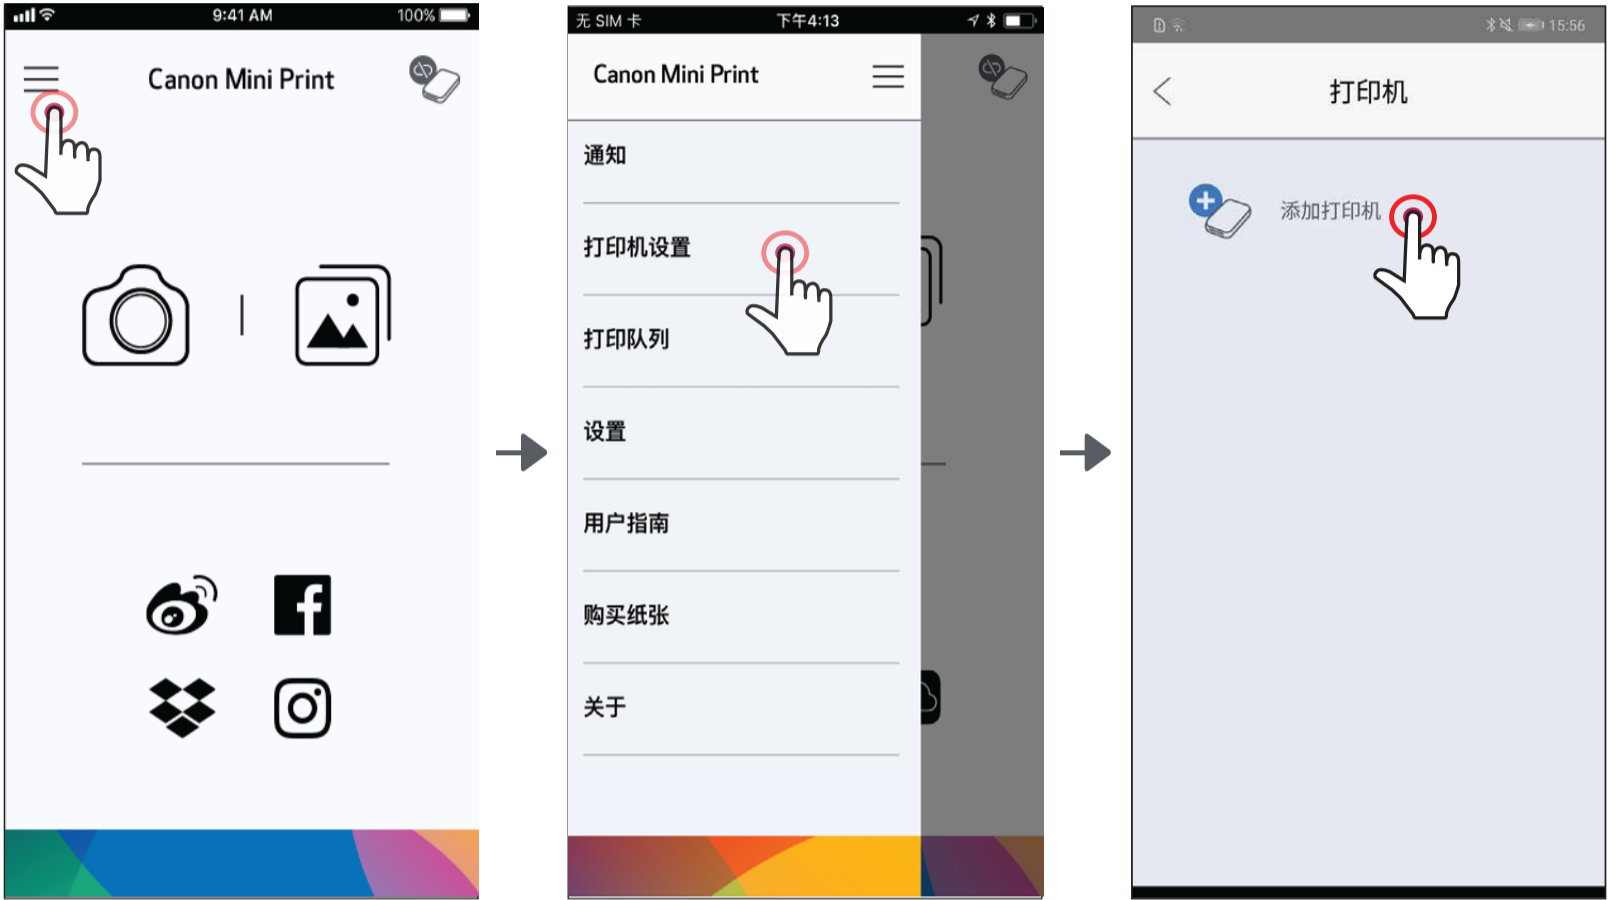 9:41 AM
100%
Canon Mini Print
无 SIM 卡
下午4:13
Canon Mini Print
通知
打印机设置
打印队列
设置
用户指南
购买纸张
关于
15:56
打印机
添加打印机